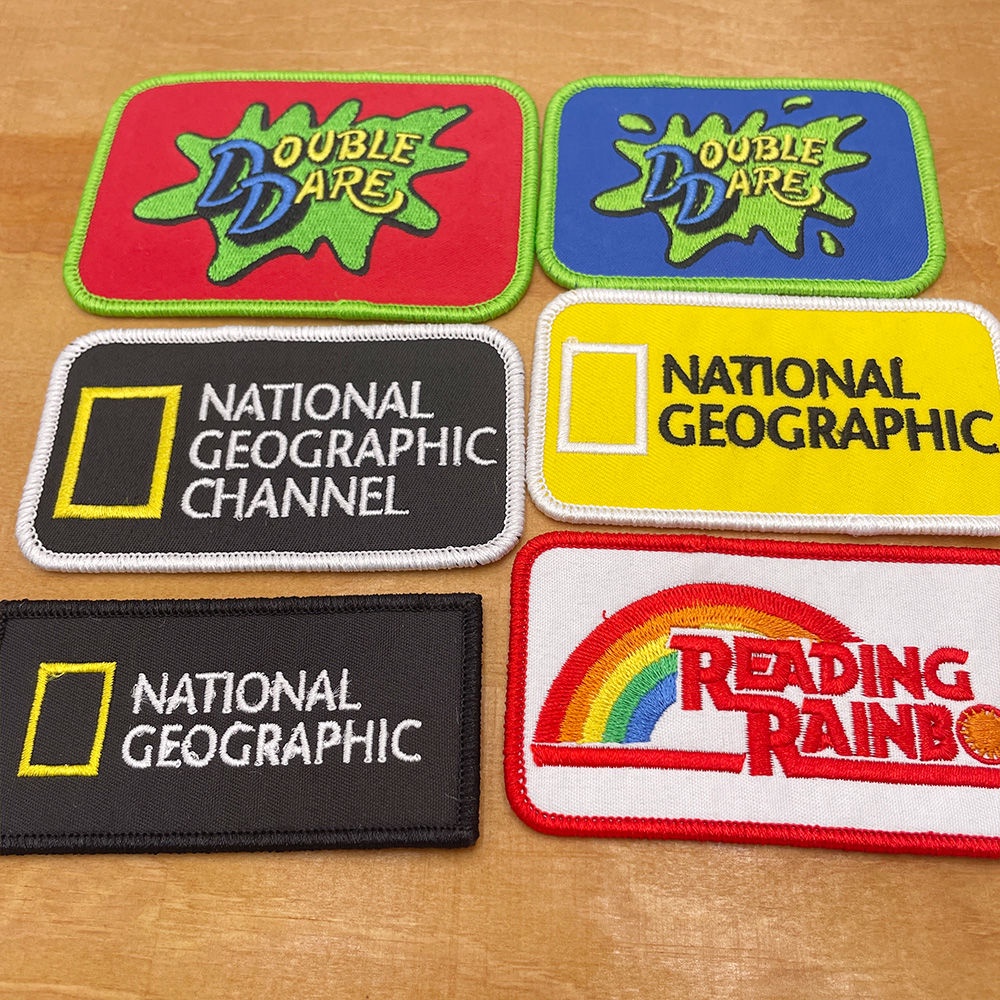 DOUBLE
DARE
DOUBLE
DARE
NATIONAL
GEOGRAPHIC
CHANNEL
NATIONAL
GEOGRAPHIC
NATIONAL
GEOGRAPHIC
READING
RAINBO